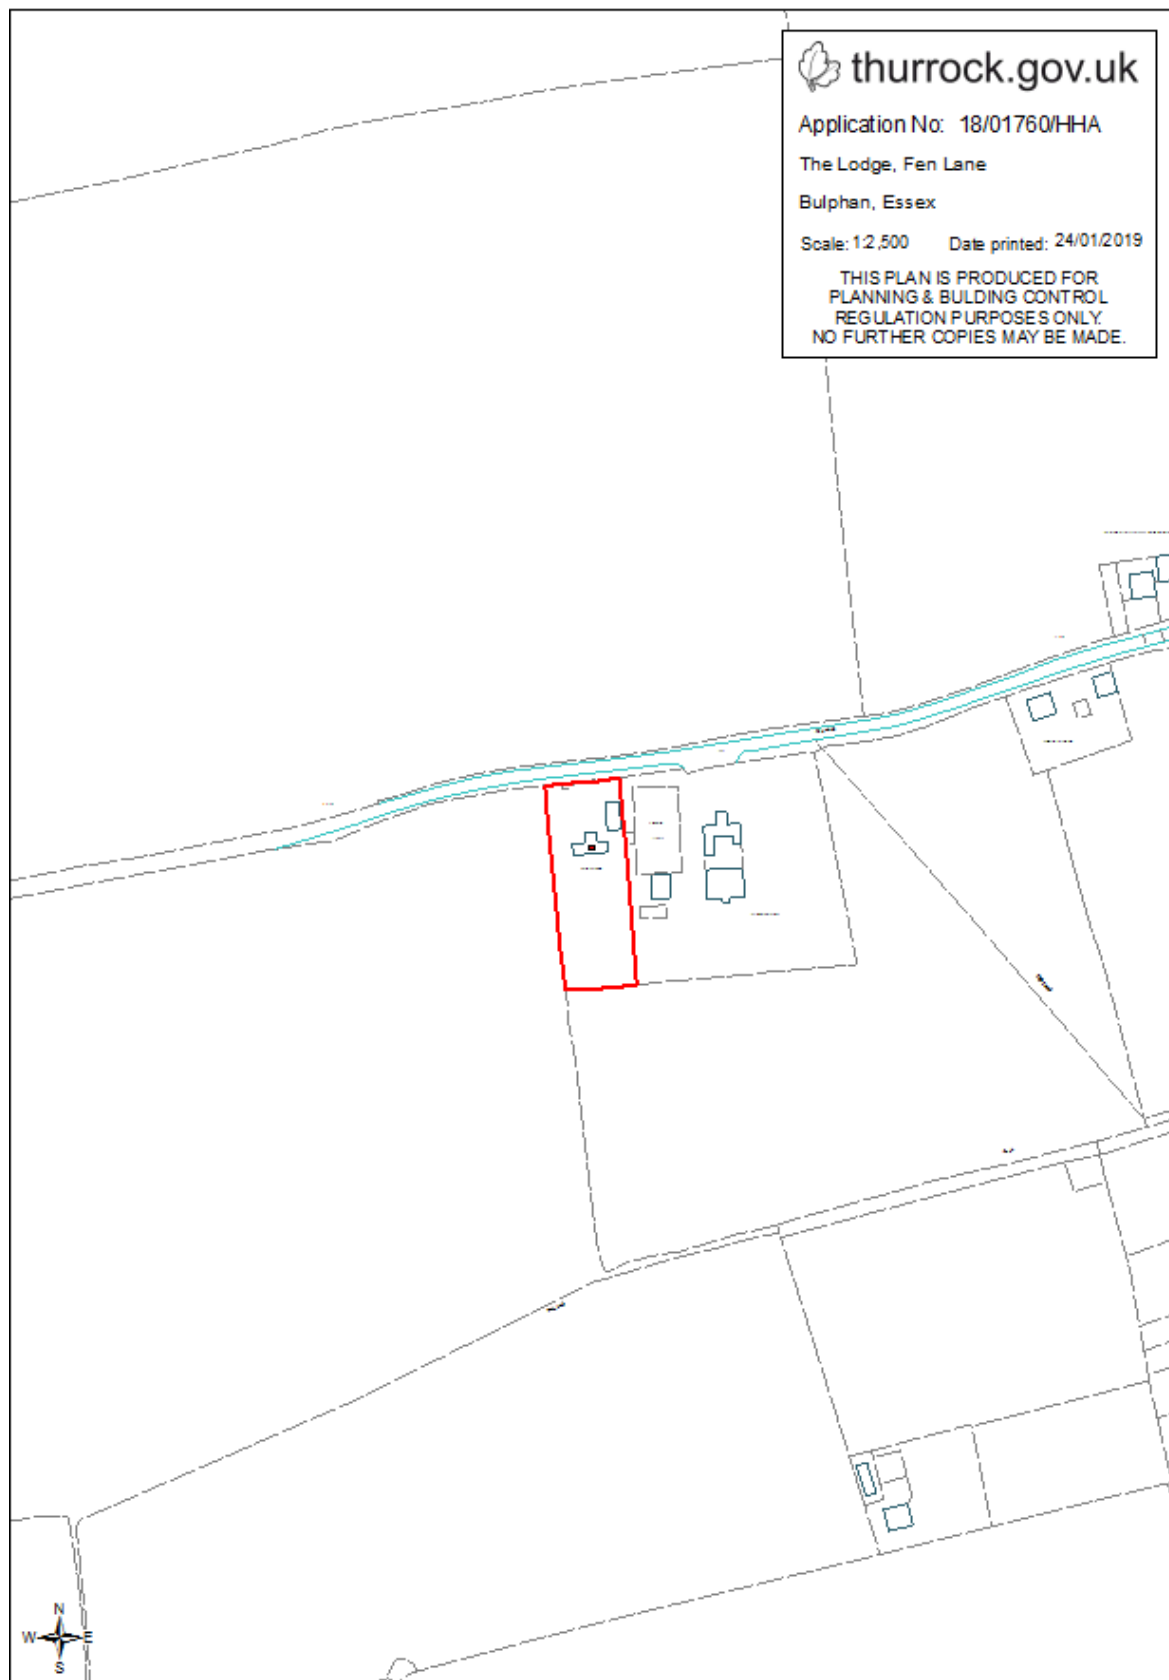 thurrock.gov.uk
Application No: 18/01760/HHA
The Lodge, Fen Lane
Bulphan, Essex
Scale: 1:2,500 Date printed: 24/01/2019
THIS PLAN IS PRODUCED FOR
PLANNING & BULDING CONTROL
REGULATION PURPOSES ONLY.
NO FURTHER COPIES MAY BE MADE.
N
W E
S